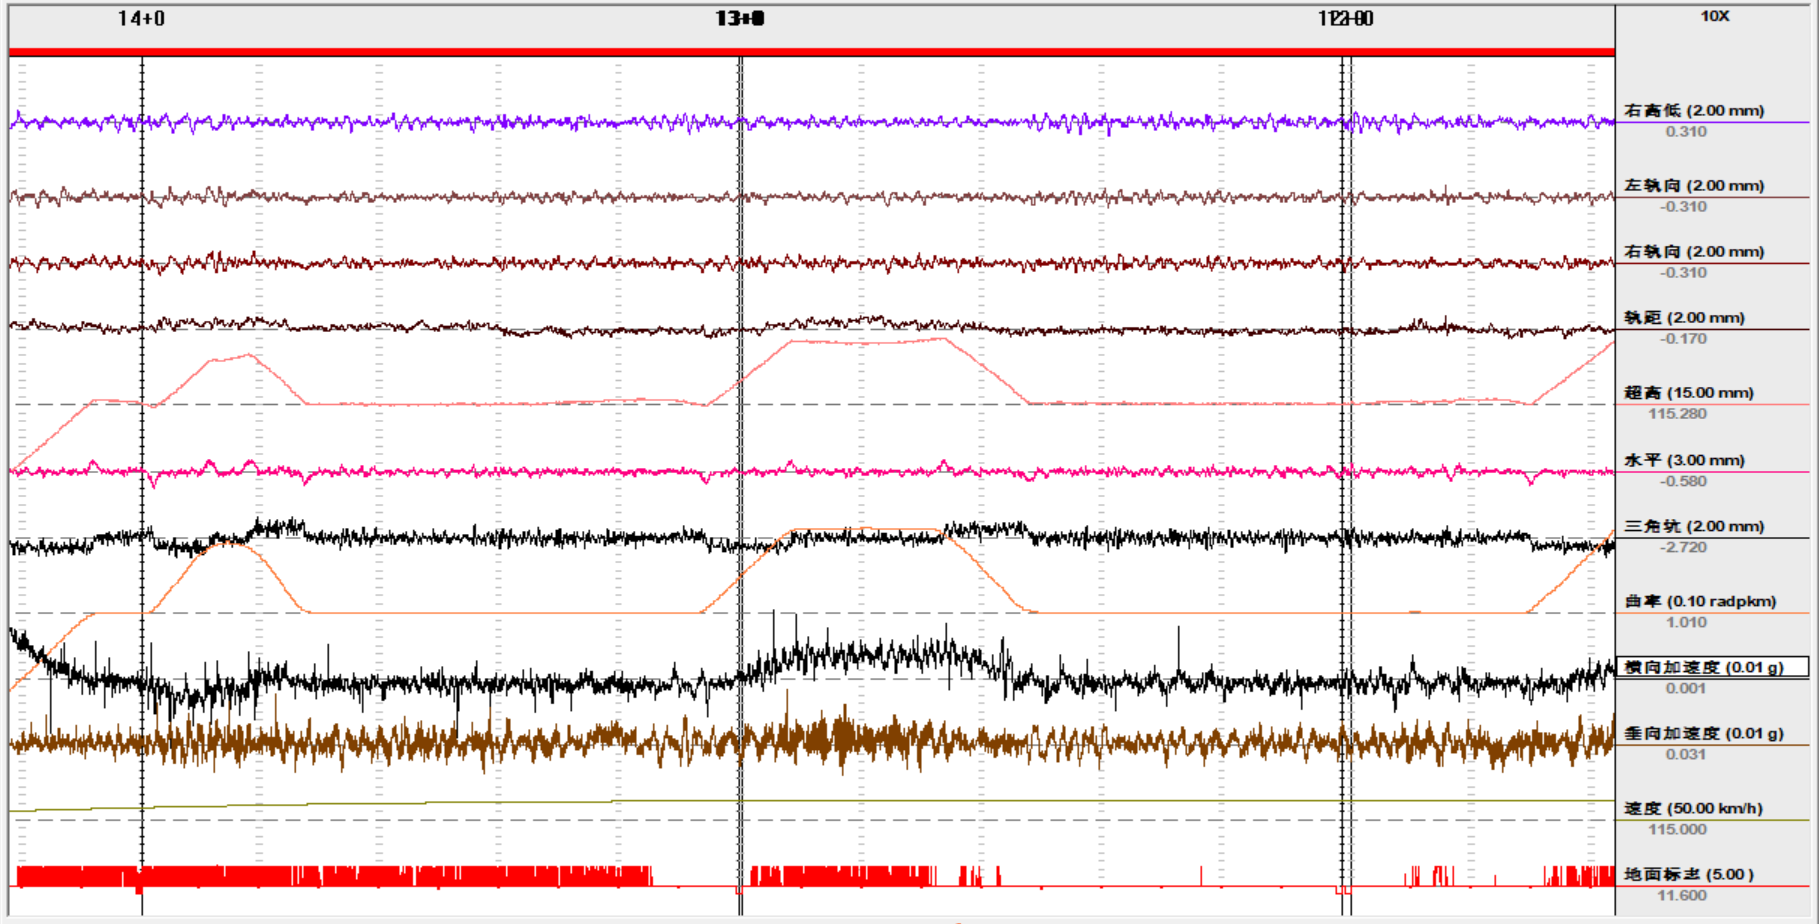 14+0 13+0 10X
右高低 (2.00 mm)
0.310
左轨向 (2.00 mm)
-0.310
右轨向 (2.00 mm)
-0.310
轨距 (2.00 mm)
-0.170
超高 (15.00 mm)
115.280
水平 (3.00 mm)
-0.580
三角坑 (2.00 mm)
-2.720
曲率 (0.10 radpkm)
1.010
横向加速度 (0.01 g)
0.001
垂向加速度 (0.01 g)
0.031
速度 (50.00 km/h)
115.000
地面标志 (5.00 )
11.600